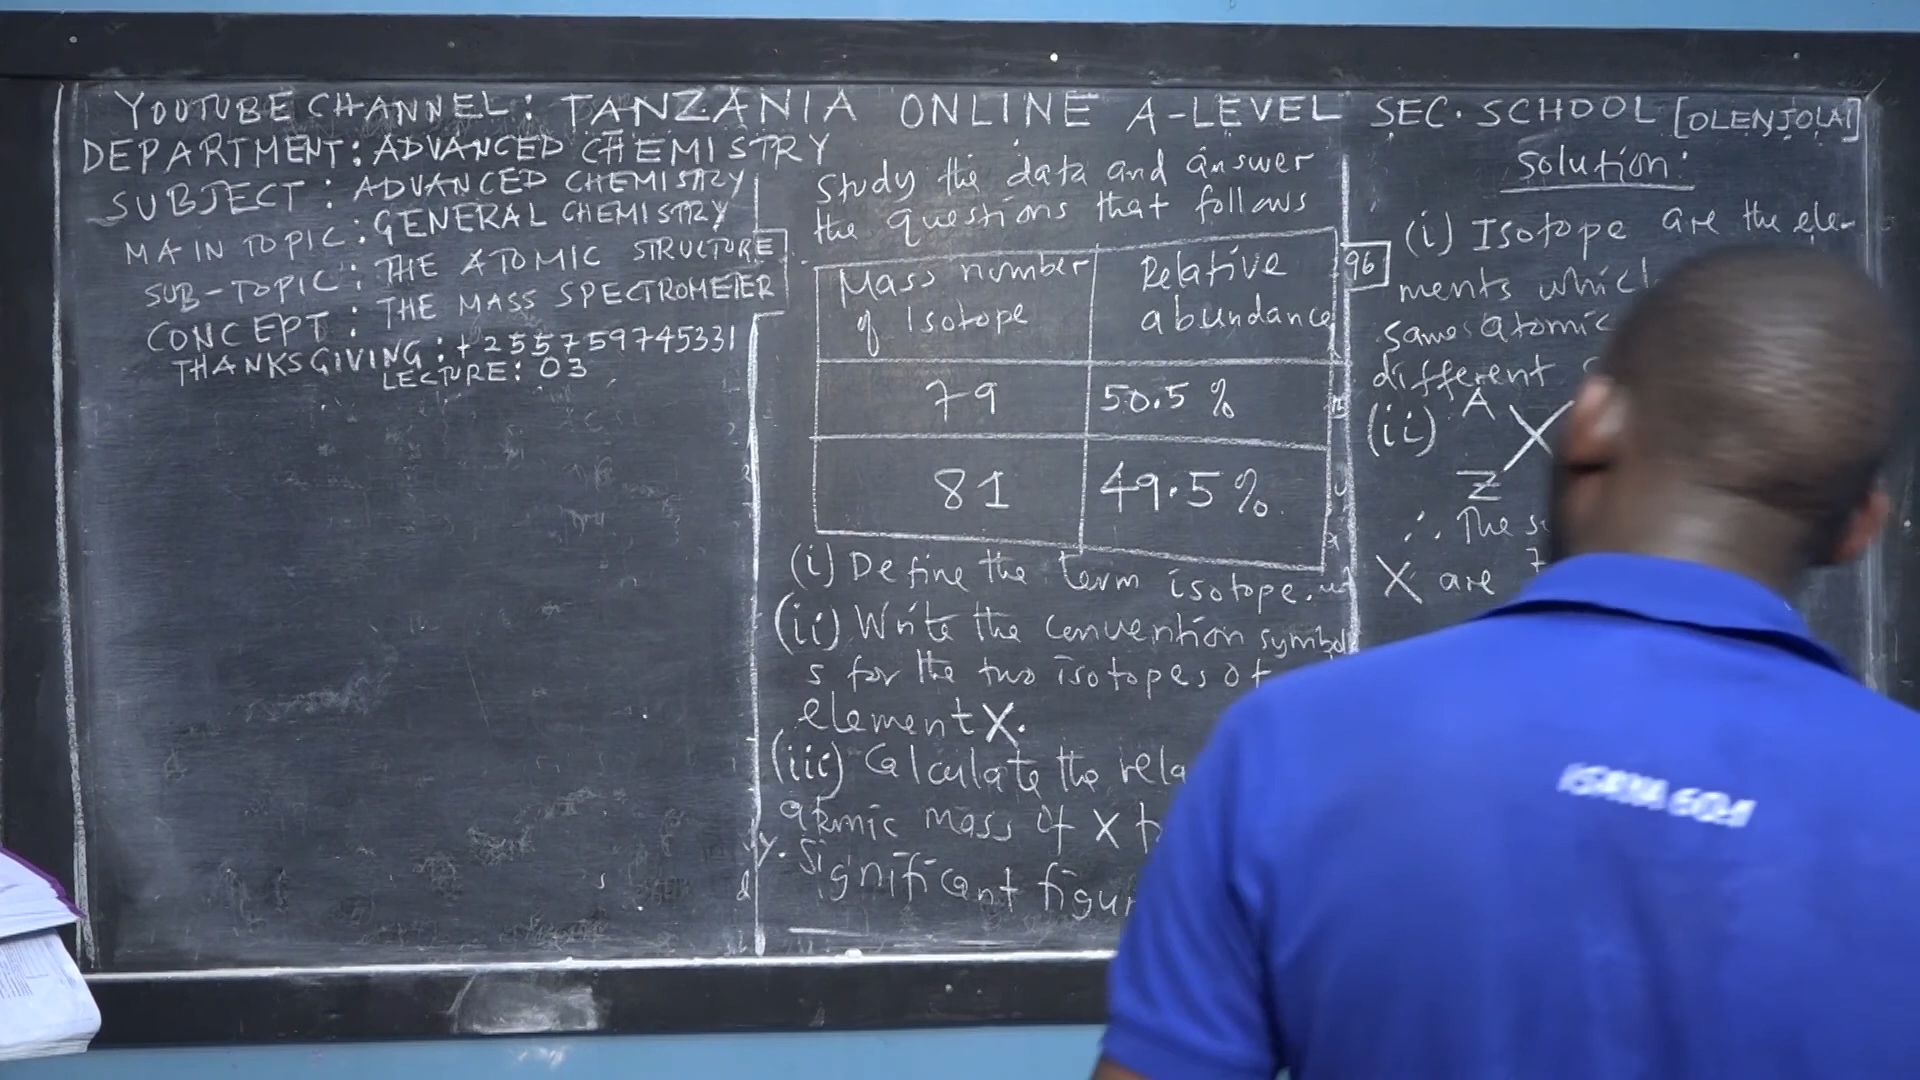 YOUTUBE CHANNEL: TANZANIA ONLINE A-LEVEL SEC. SCHOOL [OLENJOLAI]
DEPARTMENT: ADVANCED CHEMISTRY
SUBJECT: ADVANCED CHEMISTRY
MAIN TOPIC: GENERAL CHEMISTRY
SUB-TOPIC: THE ATOMIC STRUCTURE
CONCEPT: THE MASS SPECTROMETER
THANKSGIVING: +255759745331
LECTURE: 03
Study the data and answer
the questions that follows
Mass number of Isotope
Relative abundance
79 50.5%
81 49.5%
(i) Define the term isotope.
(ii) Write the convention symbol
s for the two isotopes of
element X.
(iii) Calculate the rela
atomic mass of X
significant figur
96
Solution:
(i) Isotope are the ele-
ments which
same atomic
different
(ii) A X
Z
∴ The
X are